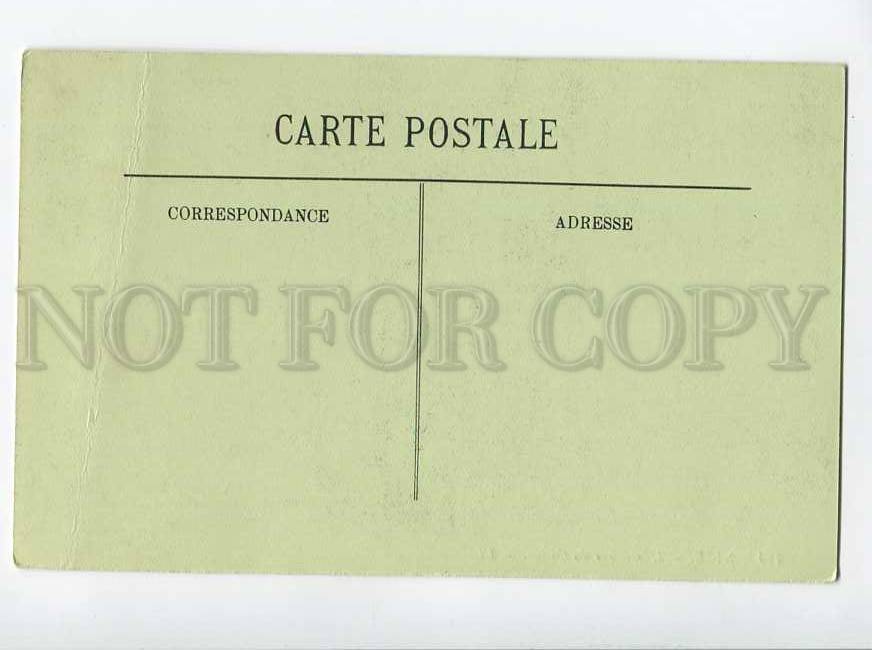 CARTE POSTALE
CORRESPONDANCE
ADRESSE
NOT FOR COPY